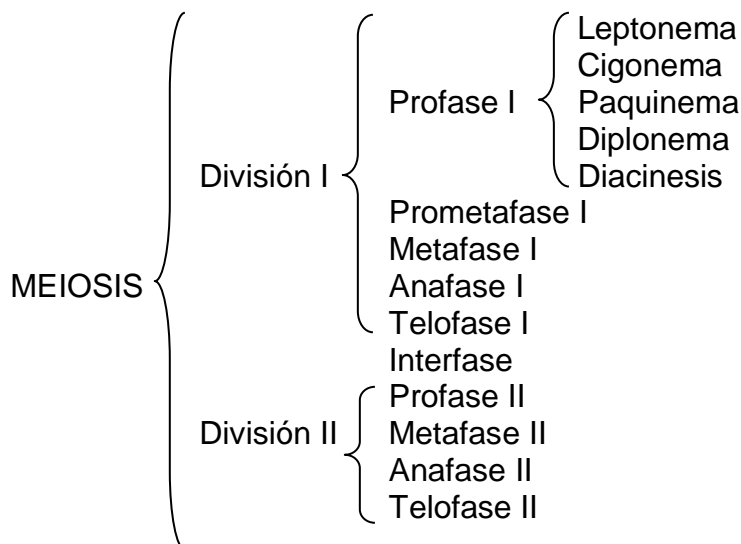 MEIOSIS
División I
Profase I
Leptonema
Cigonema
Paquinema
Diplonema
Diacinesis
Prometafase I
Metafase I
Anafase I
Telofase I
Interfase
División II
Profase II
Metafase II
Anafase II
Telofase II